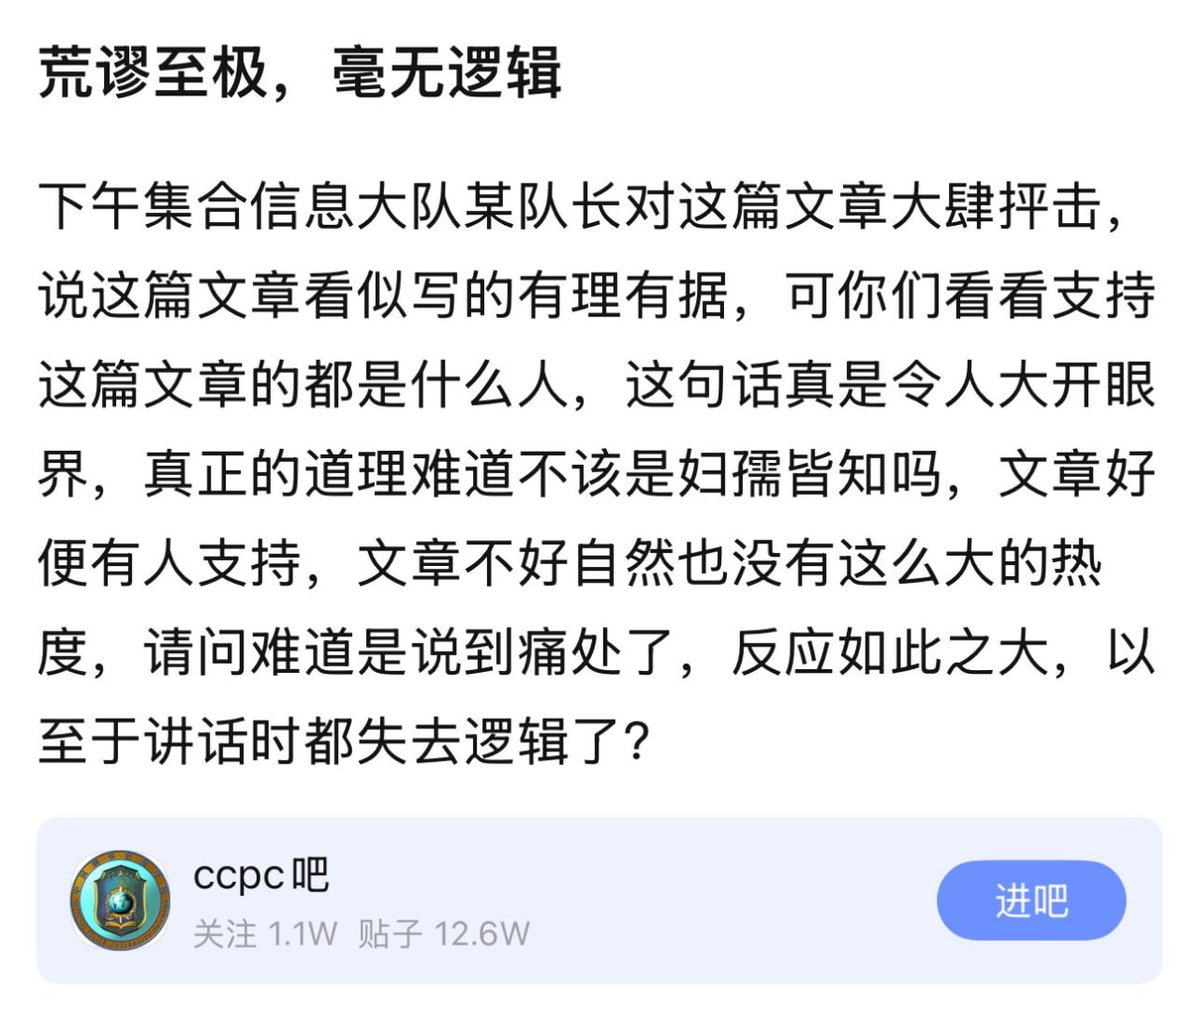 荒谬至极，毫无逻辑
下午集合信息大队某队长对这篇文章大肆抨击，
说这篇文章看似写的有理有据，可你们看看支持
这篇文章的都是什么人，这句话真是令人大开眼
界，真正的道理难道不该是妇孺皆知吗，文章好
便有人支持，文章不好自然也没有这么大的热
度，请问难道是说到痛处了，反应如此之大，以
至于讲话时都失去逻辑了?
ccpc吧
关注 1.1W 贴子 12.6W
进吧